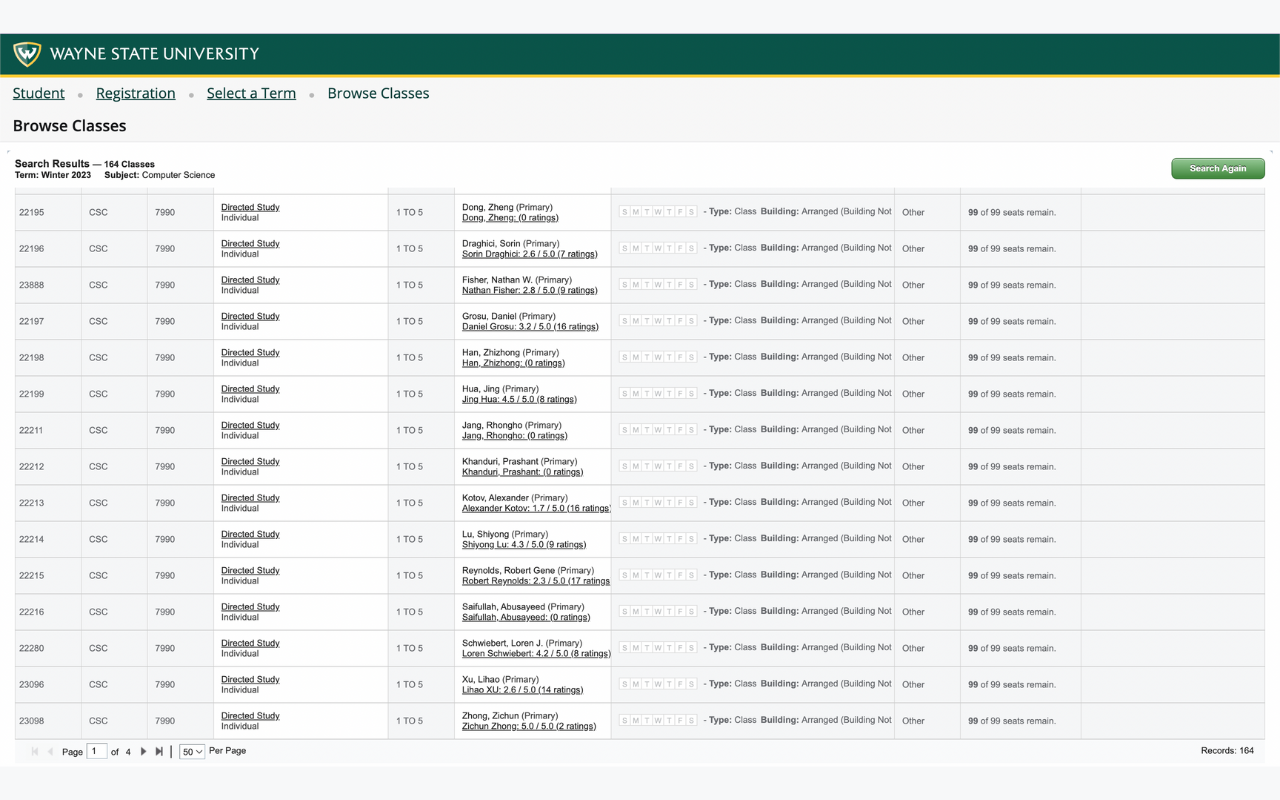 WAYNE STATE UNIVERSITY
Student • Registration • Select a Term • Browse Classes
Browse Classes
Search Results — 164 Classes
Term: Winter 2023 Subject: Computer Science
Search Again
22195 CSC 7990 Directed Study Individual 1 TO 5 Dong, Zheng (Primary) Dong, Zheng: (0 ratings) S M T W T F S - Type: Class Building: Arranged (Building Not Other 99 of 99 seats remain.
22196 CSC 7990 Directed Study Individual 1 TO 5 Draghici, Sorin (Primary) Sorin Draghici: 2.6 / 5.0 (7 ratings) S M T W T F S - Type: Class Building: Arranged (Building Not Other 99 of 99 seats remain.
23888 CSC 7990 Directed Study Individual 1 TO 5 Fisher, Nathan W. (Primary) Nathan Fisher: 2.8 / 5.0 (9 ratings) S M T W T F S - Type: Class Building: Arranged (Building Not Other 99 of 99 seats remain.
22197 CSC 7990 Directed Study Individual 1 TO 5 Grosu, Daniel (Primary) Daniel Grosu: 3.2 / 5.0 (16 ratings) S M T W T F S - Type: Class Building: Arranged (Building Not Other 99 of 99 seats remain.
22198 CSC 7990 Directed Study Individual 1 TO 5 Han, Zhizhong (Primary) Han, Zhizhong: (0 ratings) S M T W T F S - Type: Class Building: Arranged (Building Not Other 99 of 99 seats remain.
22199 CSC 7990 Directed Study Individual 1 TO 5 Hua, Jing (Primary) Jing Hua: 4.5 / 5.0 (8 ratings) S M T W T F S - Type: Class Building: Arranged (Building Not Other 99 of 99 seats remain.
22211 CSC 7990 Directed Study Individual 1 TO 5 Jang, Rhongho (Primary) Jang, Rhongho: (0 ratings) S M T W T F S - Type: Class Building: Arranged (Building Not Other 99 of 99 seats remain.
22212 CSC 7990 Directed Study Individual 1 TO 5 Khanduri, Prashant (Primary) Khanduri, Prashant: (0 ratings) S M T W T F S - Type: Class Building: Arranged (Building Not Other 99 of 99 seats remain.
22213 CSC 7990 Directed Study Individual 1 TO 5 Kotov, Alexander (Primary) Alexander Kotov: 1.7 / 5.0 (16 ratings) S M T W T F S - Type: Class Building: Arranged (Building Not Other 99 of 99 seats remain.
22214 CSC 7990 Directed Study Individual 1 TO 5 Lu, Shiyong (Primary) Shiyong Lu: 4.3 / 5.0 (9 ratings) S M T W T F S - Type: Class Building: Arranged (Building Not Other 99 of 99 seats remain.
22215 CSC 7990 Directed Study Individual 1 TO 5 Reynolds, Robert Gene (Primary) Robert Reynolds: 2.3 / 5.0 (17 ratings S M T W T F S - Type: Class Building: Arranged (Building Not Other 99 of 99 seats remain.
22216 CSC 7990 Directed Study Individual 1 TO 5 Saifullah, Abusayeed (Primary) Saifullah, Abusayeed: (0 ratings) S M T W T F S - Type: Class Building: Arranged (Building Not Other 99 of 99 seats remain.
22280 CSC 7990 Directed Study Individual 1 TO 5 Schwiebert, Loren J. (Primary) Loren Schwiebert: 4.2 / 5.0 (8 ratings) S M T W T F S - Type: Class Building: Arranged (Building Not Other 99 of 99 seats remain.
23096 CSC 7990 Directed Study Individual 1 TO 5 Xu, Lihao (Primary) Lihao XU: 2.6 / 5.0 (14 ratings) S M T W T F S - Type: Class Building: Arranged (Building Not Other 99 of 99 seats remain.
23098 CSC 7990 Directed Study Individual 1 TO 5 Zhong, Zichun (Primary) Zichun Zhong: 5.0 / 5.0 (2 ratings) S M T W T F S - Type: Class Building: Arranged (Building Not Other 99 of 99 seats remain.
Page 1 of 4 | 50 Per Page Records: 164